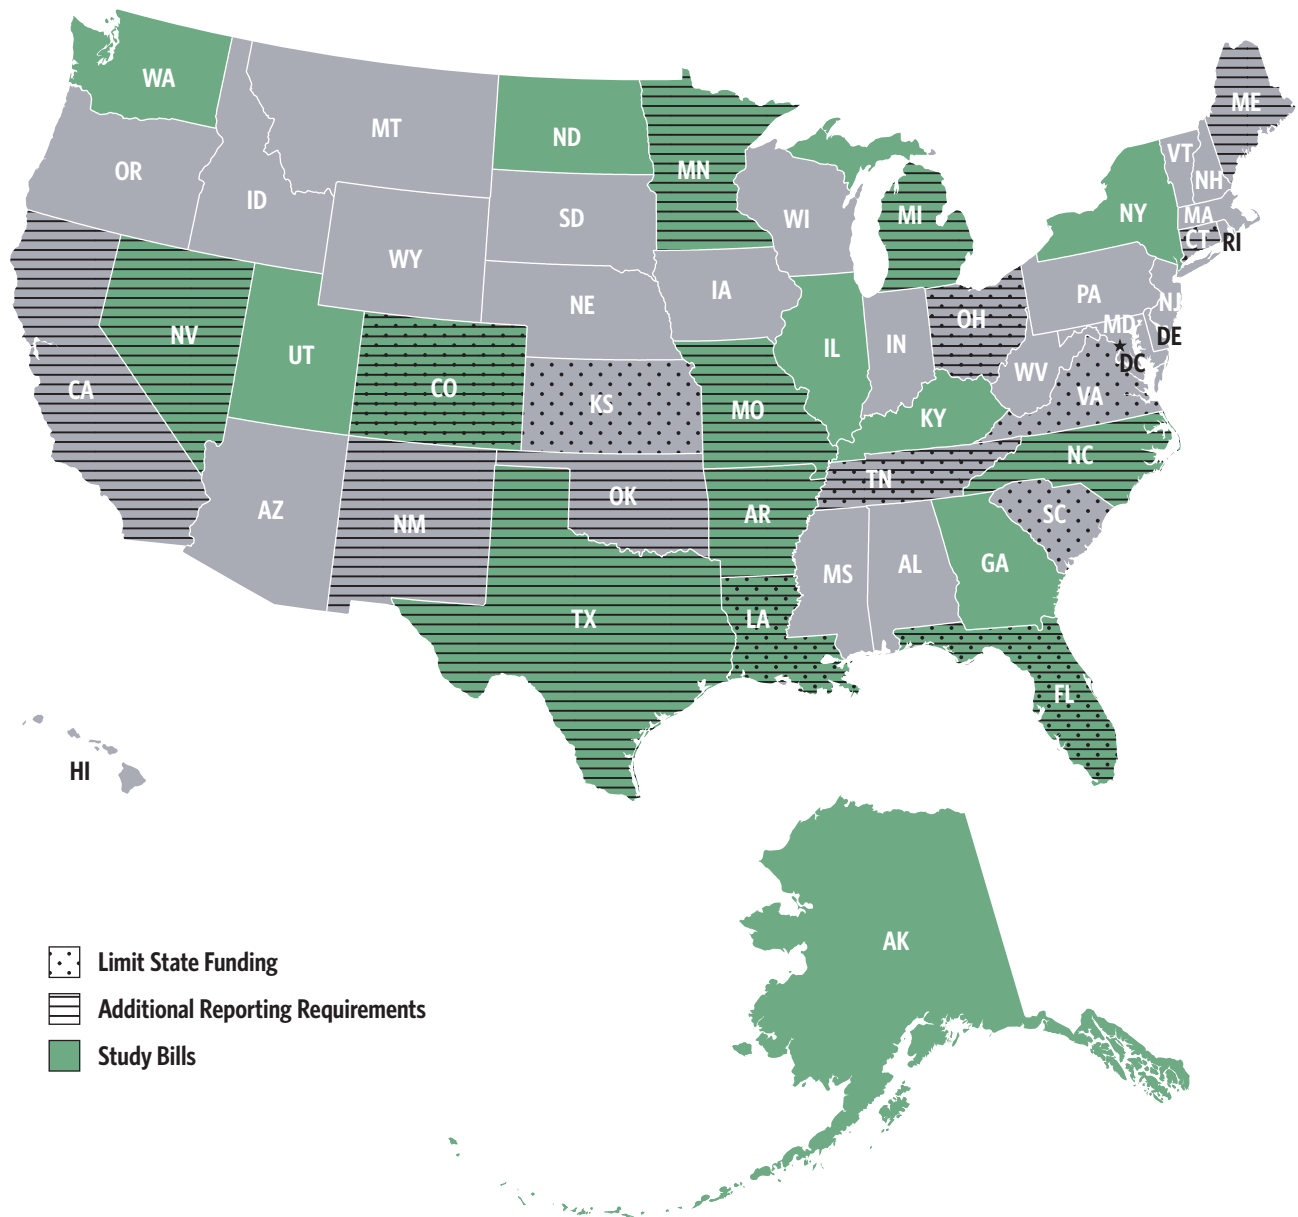 WA
MT
ND
MN
ME
OR
ID
SD
WI
MI
NY
VT
NH
MA
CT
RI
WY
NE
IA
PA
NJ
NV
UT
CO
KS
IL
IN
OH
MD
DE
DC
WV
VA
CA
MO
KY
NC
AZ
NM
OK
AR
TN
SC
MS
AL
GA
TX
LA
FL
HI
AK
Limit State Funding
Additional Reporting Requirements
Study Bills